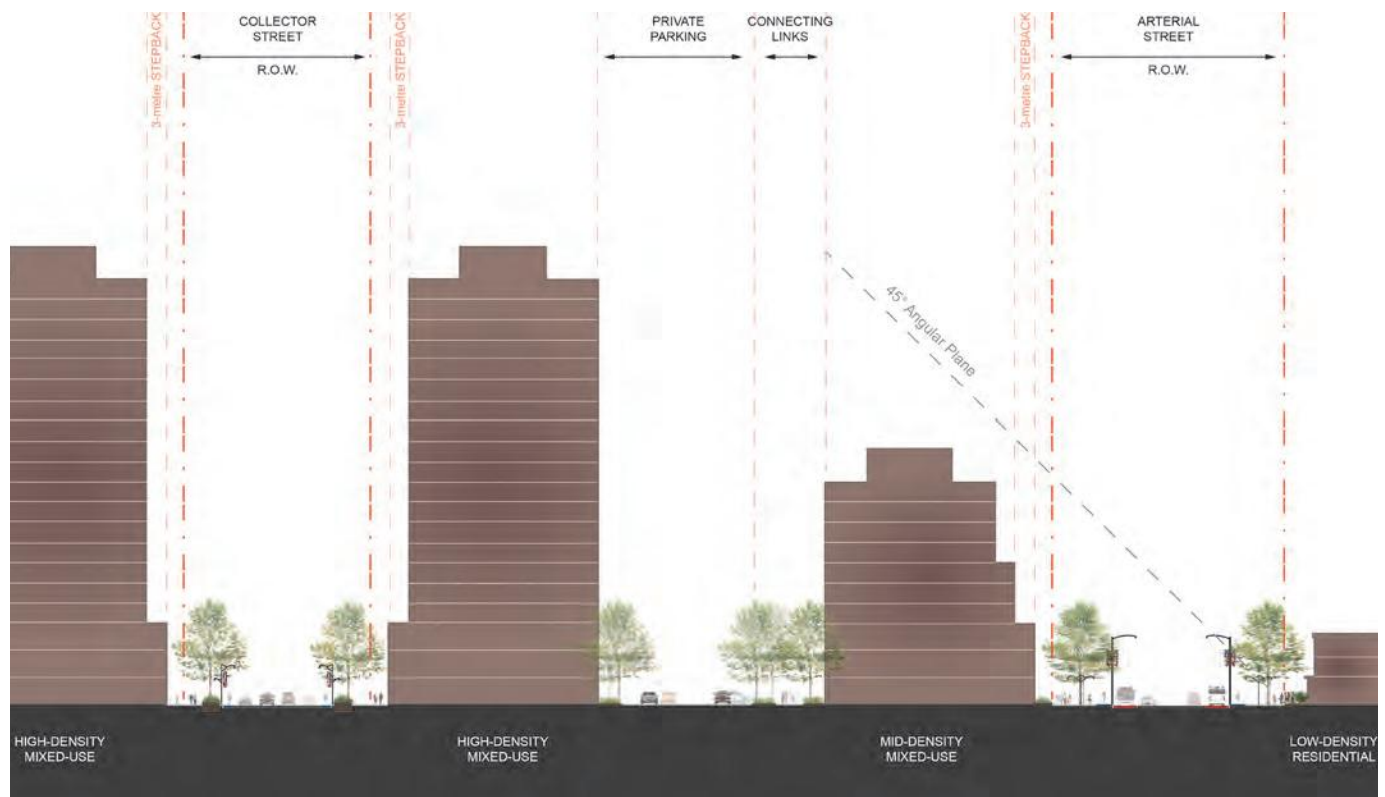 COLLECTOR
STREET
R.O.W.
PRIVATE
PARKING
CONNECTING
LINKS
ARTERIAL
STREET
R.O.W.
3-metre STEPBACK
3-metre STEPBACK
3-metre STEPBACK
45° Angular Plane
HIGH-DENSITY
MIXED-USE
HIGH-DENSITY
MIXED-USE
MID-DENSITY
MIXED-USE
LOW-DENSITY
RESIDENTIAL